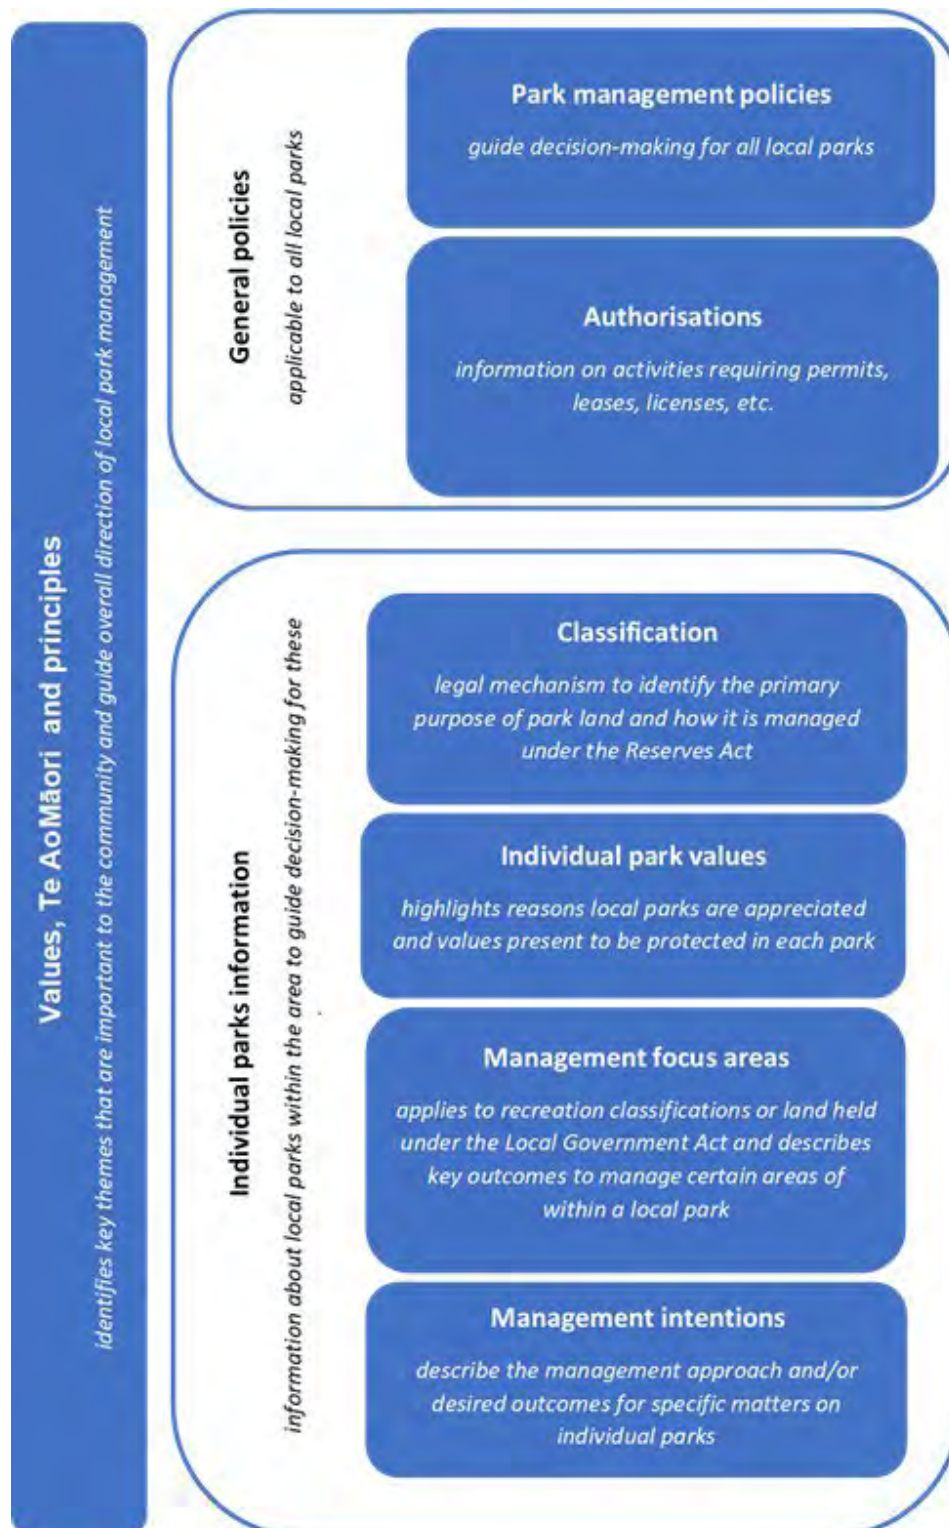 Values, Te AoMāori and principles
identifies key themes that are important to the community and guide overall direction of local park management
General policies
applicable to all local parks
Park management policies
guide decision-making for all local parks
Authorisations
information on activities requiring permits,
leases, licenses, etc.
Individual parks information
information about local parks within the area to guide decision-making for these
Classification
legal mechanism to identify the primary
purpose of park land and how it is managed
under the Reserves Act
Individual park values
highlights reasons local parks are appreciated
and values present to be protected in each park
Management focus areas
applies to recreation classifications or land held
under the Local Government Act and describes
key outcomes to manage certain areas of
within a local park
Management intentions
describe the management approach and/or
desired outcomes for specific matters on
individual parks